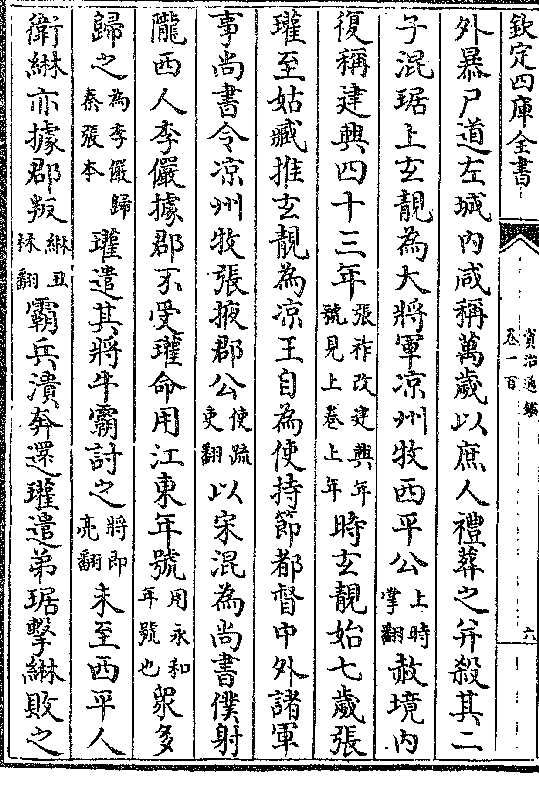 欽定四庫全書
資治通鑑
卷一百
六
外暴尸道左城内咸稱萬歲以庶人禮葬之并殺其二
子混琚上玄靚為大將軍凉州牧西平公上時掌翻赦境内
復稱建興四十三年張祚改建興年號見上卷上年時玄靚始七歲張
瓘至姑臧推玄靚為凉王自為使持節都督中外諸軍
事尚書令凉州牧張掖郡公使疏吏翻以宋混為尚書僕射
隴西人李儼據郡不受瓘命用江東年號用永和年號也衆多
歸之為李儼歸秦張本瓘遣其將牛霸討之將即亮翻未至西平人
衛綝亦據郡叛綝丑林翻霸兵潰奔還瓘遣弟琚擊綝敗之